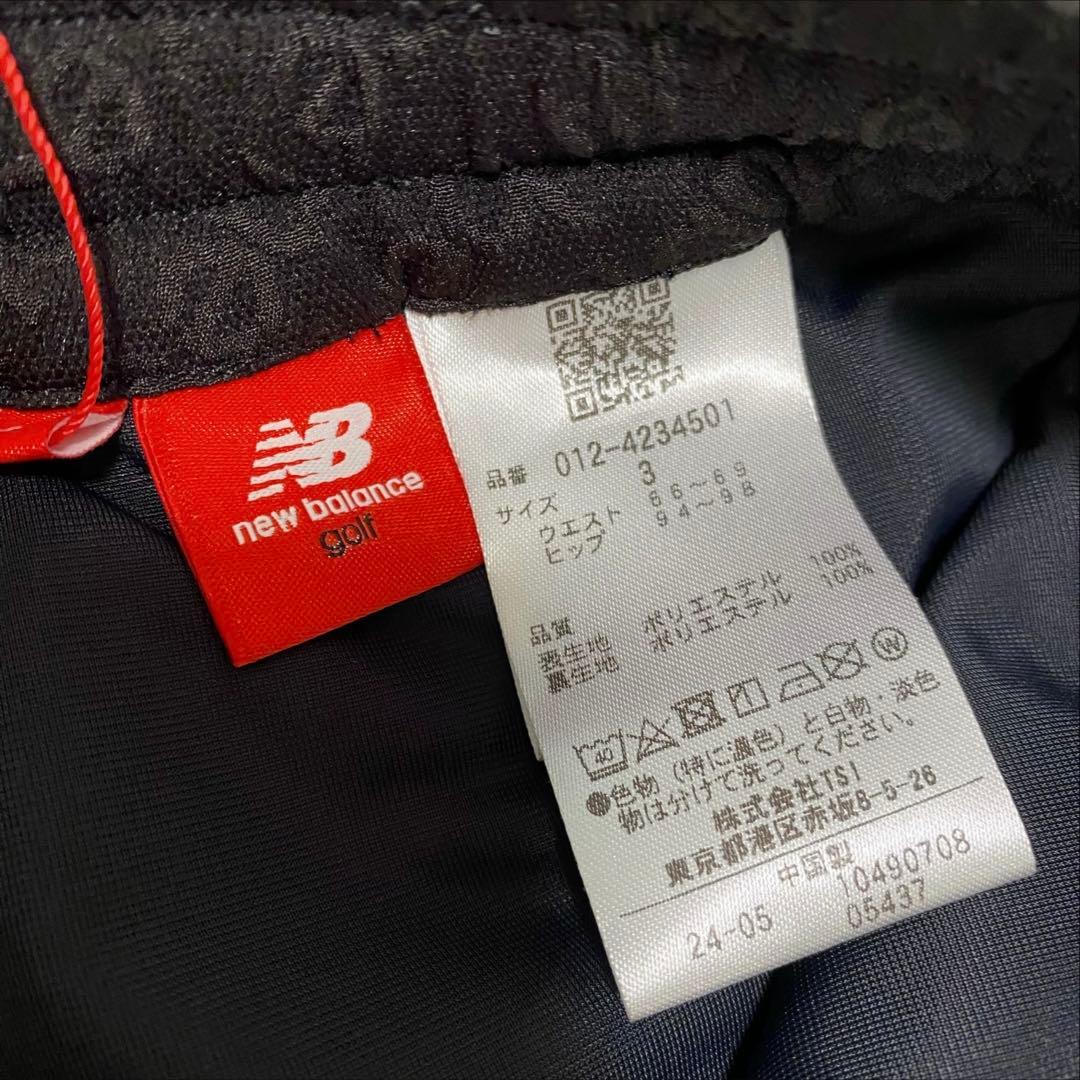 NB
new balance
golf
品番 012-4234501
サイズ 3
ウエスト 66~69
ヒップ 94~98
品質
表生地 ポリエステル 100%
裏生地 ポリエステル 100%
40
W
●色物(特に濃色)と白物・淡色
物は分けて洗ってください。
株式会社TSI
東京都港区赤坂8-5-26
中国製
10490708
24-05 05437